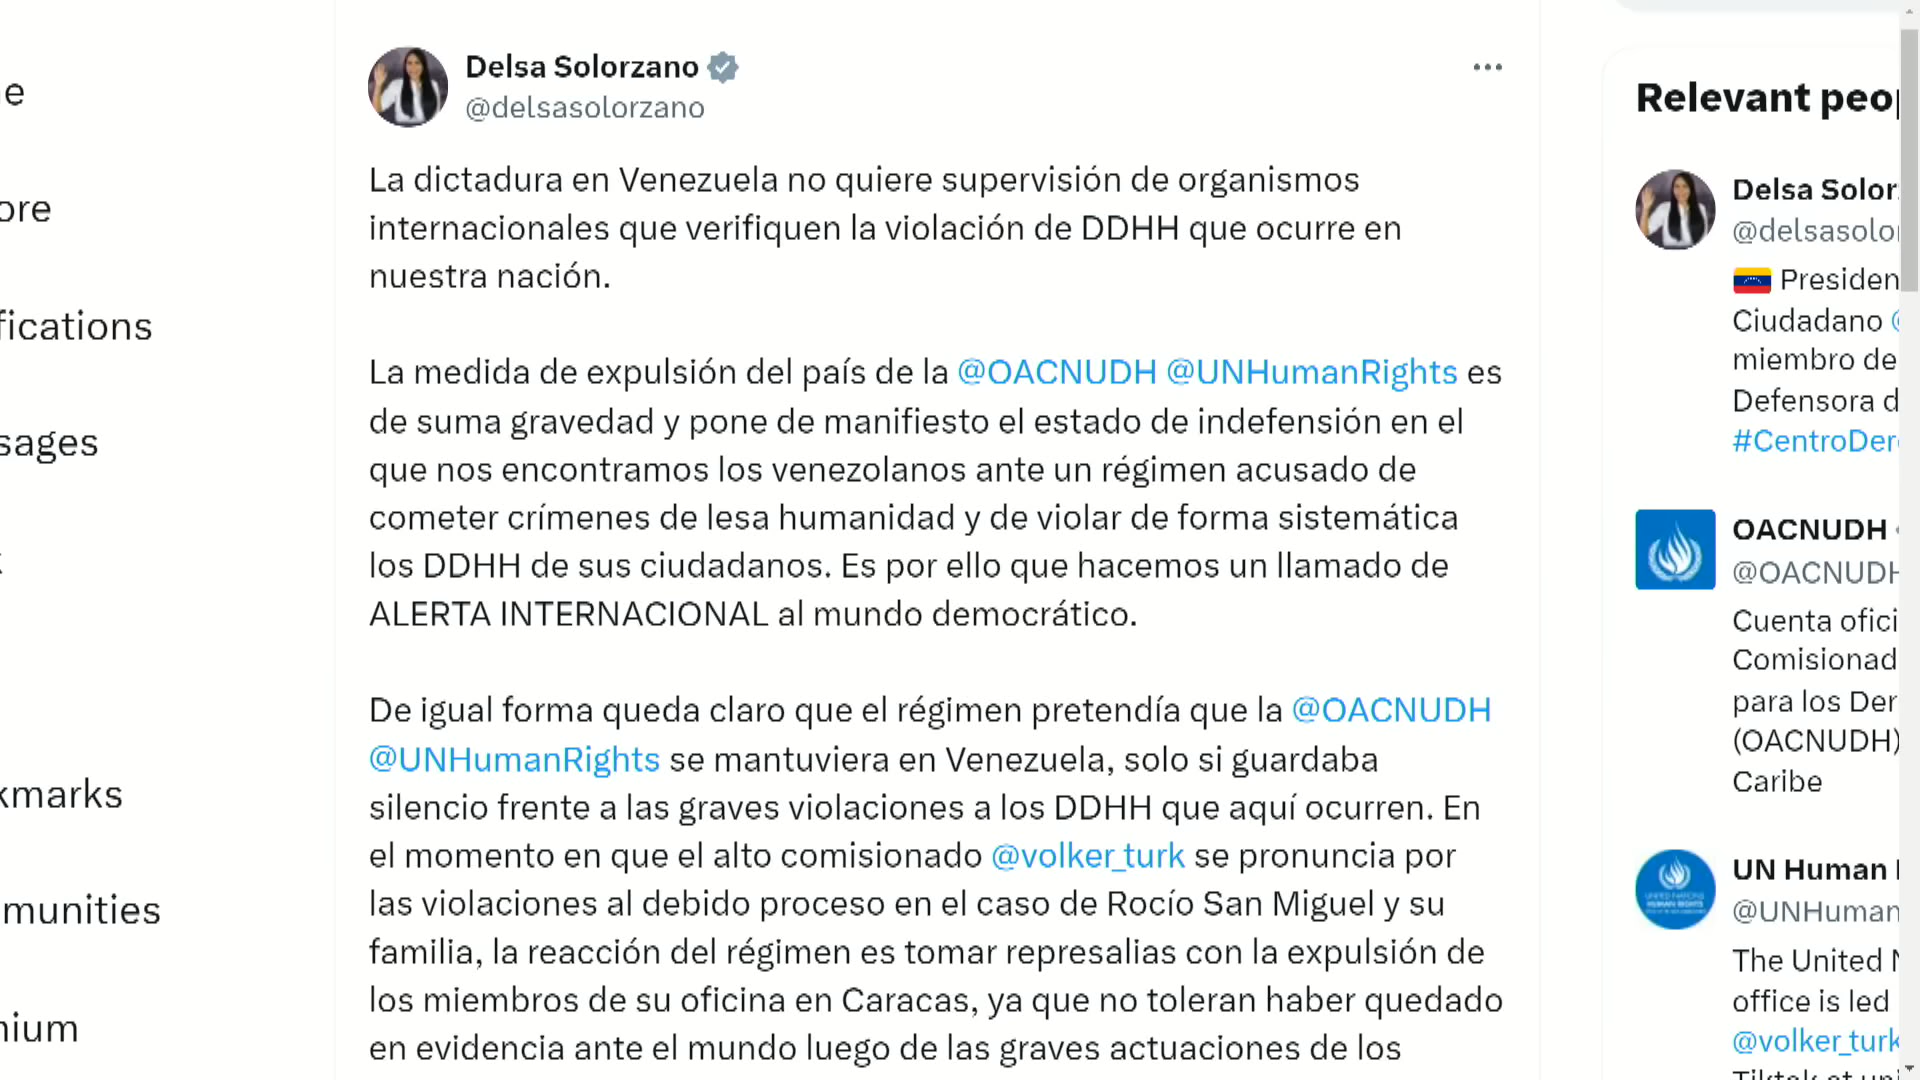 Delsa Solorzano
@delsasolorzano
La dictadura en Venezuela no quiere supervisión de organismos
internacionales que verifiquen la violación de DDHH que ocurre en
nuestra nación.
La medida de expulsión del país de la @OACNUDH @UNHumanRights es
de suma gravedad y pone de manifiesto el estado de indefensión en el
que nos encontramos los venezolanos ante un régimen acusado de
cometer crímenes de lesa humanidad y de violar de forma sistemática
los DDHH de sus ciudadanos. Es por ello que hacemos un llamado de
ALERTA INTERNACIONAL al mundo democrático.
De igual forma queda claro que el régimen pretendía que la @OACNUDH
@UNHumanRights se mantuviera en Venezuela, solo si guardaba
silencio frente a las graves violaciones a los DDHH que aquí ocurren. En
el momento en que el alto comisionado @volker_turk se pronuncia por
las violaciones al debido proceso en el caso de Rocío San Miguel y su
familia, la reacción del régimen es tomar represalias con la expulsión de
los miembros de su oficina en Caracas, ya que no toleran haber quedado
en evidencia ante el mundo luego de las graves actuaciones de los
e
ore
fications
sages
kmarks
munities
nium
Relevant peop
Delsa Solor
@delsasolor
Presiden
Ciudadano @
miembro de
Defensora d
#CentroDer
OACNUDH
@OACNUDH
Cuenta ofici
Comisionad
para los Der
(OACNUDH)
Caribe
UN Human
@UNHuman
The United N
office is led
@volker_turk